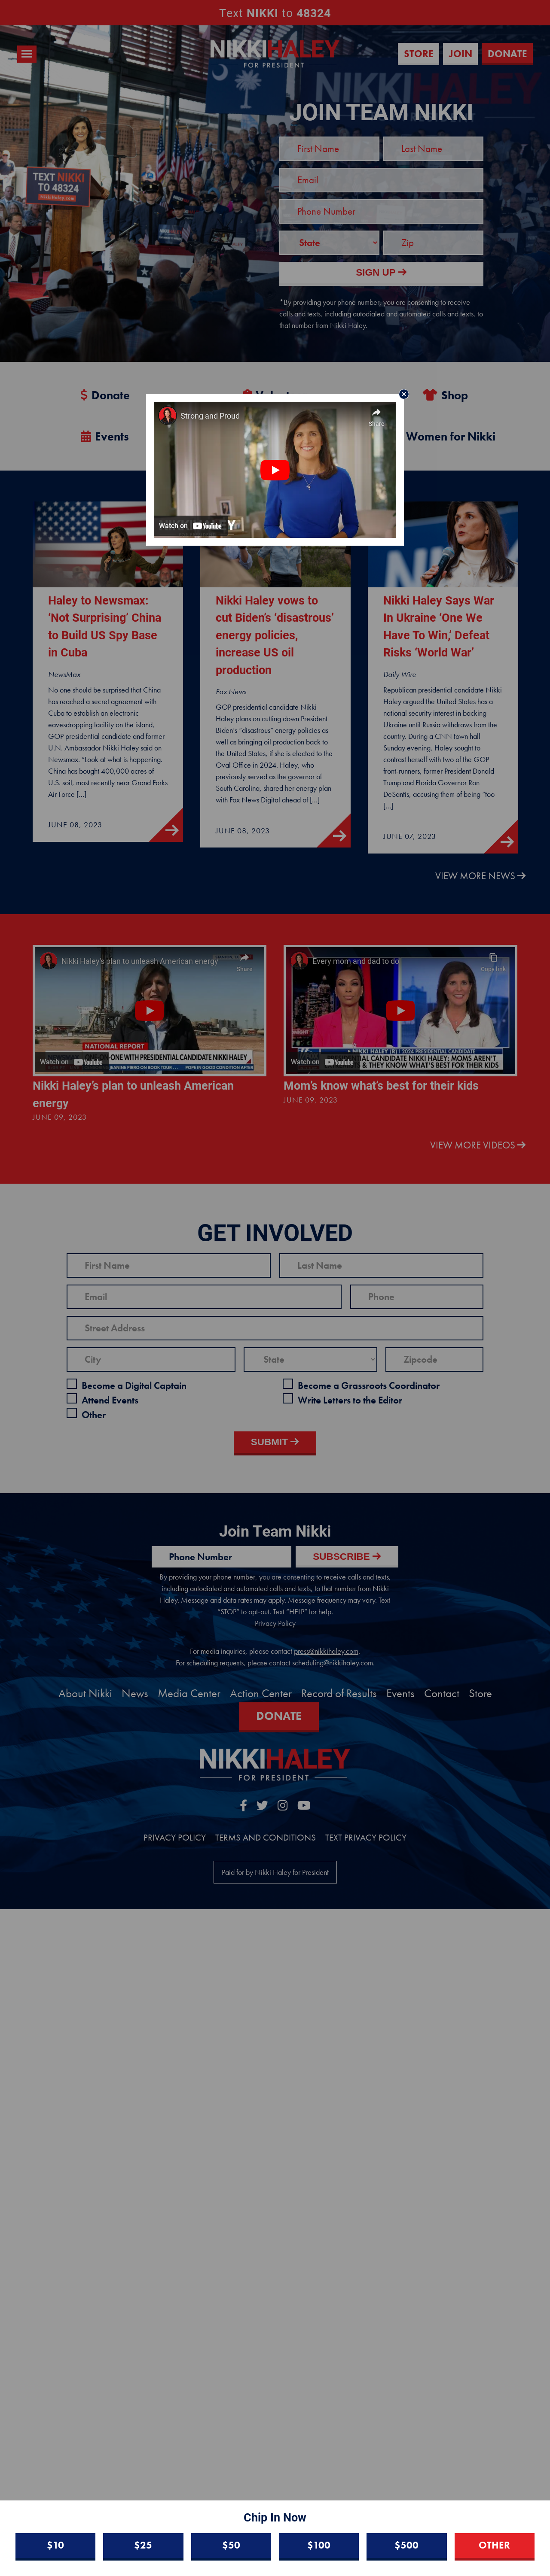 Text NIKKI to 48324
NIKKIHALEY
FOR PRESIDENT
STORE
JOIN
DONATE
JOIN TEAM NIKKI
First Name
Last Name
Email
Phone Number
State
Zip
SIGN UP
*By providing your phone number, you are consenting to receive
calls and texts, including autodialed and automated calls and texts, to
that number from Nikki Haley.
TEXT NIKKI
TO 48324
Donate
Shop
Events
Women for Nikki
Strong and Proud
Share
Watch on YouTube
Haley to Newsmax:
‘Not Surprising’ China
to Build US Spy Base
in Cuba
NewsMax
No one should be surprised that China
has reached a secret agreement with
Cuba to establish an electronic
eavesdropping facility on the island,
GOP presidential candidate and former
U.N. Ambassador Nikki Haley said on
Newsmax. “Look at what is happening.
China has bought 400,000 acres of
U.S. soil, most recently near Grand Forks
Air Force [...]
JUNE 08, 2023
Nikki Haley vows to
cut Biden’s ‘disastrous’
energy policies,
increase US oil
production
Fox News
GOP presidential candidate Nikki
Haley plans on cutting down President
Biden’s “disastrous” energy policies as
well as bringing oil production back to
the United States, if she is elected to the
Oval Office in 2024. Haley, who
previously served as the governor of
South Carolina, shared her energy plan
with Fox News Digital ahead of [...]
JUNE 08, 2023
Nikki Haley Says War
In Ukraine ‘One We
Have To Win,’ Defeat
Risks ‘World War’
Daily Wire
Republican presidential candidate Nikki
Haley argued the United States has a
national security interest in backing
Ukraine until Russia withdraws from the
country. During a CNN town hall
Sunday evening, Haley sought to
contrast herself with two of the GOP
front-runners, former President Donald
Trump and Florida Governor Ron
DeSantis, accusing them of being “too
[...]
JUNE 07, 2023
VIEW MORE NEWS
Nikki Haley's plan to unleash American energy
Share
NATIONAL REPORT
-ONE WITH PRESIDENTIAL CANDIDATE NIKKI HALEY
Watch on YouTube
Nikki Haley’s plan to unleash American
energy
JUNE 09, 2023
Every mom and dad to do
Copy link
NIKKI HALEY (R) | 2024 PRESIDENTIAL CANDIDATE
Watch on YouTube
Mom’s know what’s best for their kids
JUNE 09, 2023
VIEW MORE VIDEOS
GET INVOLVED
First Name
Last Name
Email
Phone
Street Address
City
State
Zipcode
Become a Digital Captain
Become a Grassroots Coordinator
Attend Events
Write Letters to the Editor
Other
SUBMIT
Join Team Nikki
Phone Number
SUBSCRIBE
By providing your phone number, you are consenting to receive calls and texts,
including autodialed and automated calls and texts, to that number from Nikki
Haley. Message and data rates may apply. Message frequency may vary. Text
“STOP” to opt-out. Text “HELP” for help.
Privacy Policy
For media inquiries, please contact press@nikkihaley.com.
For scheduling requests, please contact scheduling@nikkihaley.com.
About Nikki
News
Media Center
Action Center
Record of Results
Events
Contact
Store
DONATE
NIKKIHALEY
FOR PRESIDENT
PRIVACY POLICY
TERMS AND CONDITIONS
TEXT PRIVACY POLICY
Paid for by Nikki Haley for President
Chip In Now
$10
$25
$50
$100
$500
OTHER